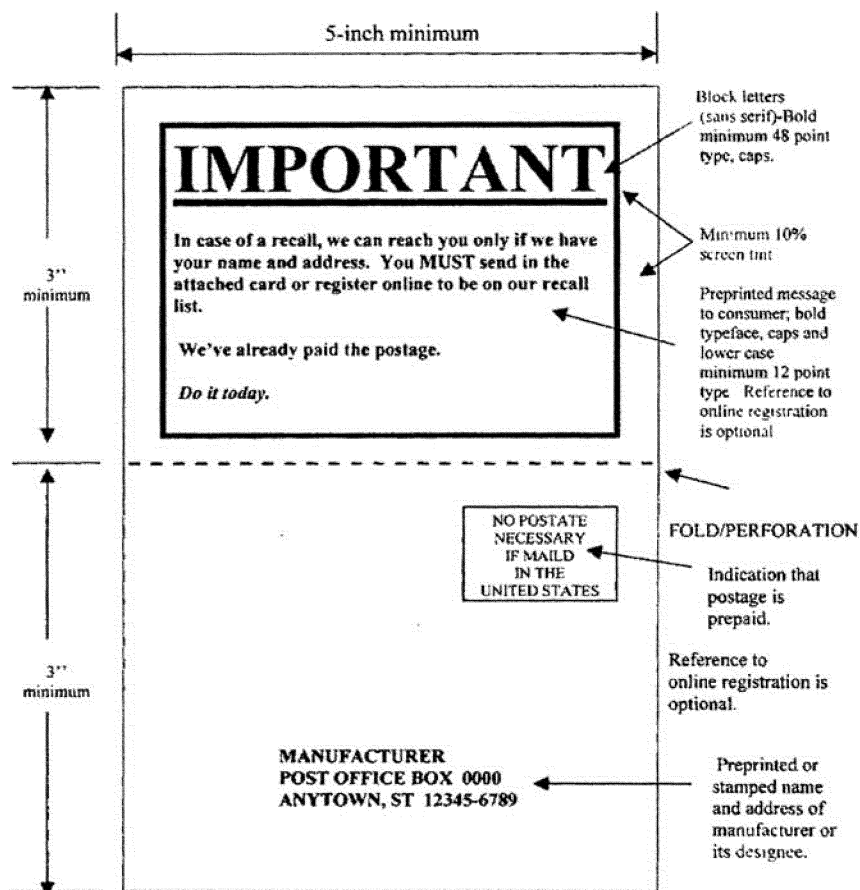 5-inch minimum
Block letters
(sans serif)-Bold
minimum 48 point
type, caps.
IMPORTANT
In case of a recall, we can reach you only if we have
your name and address. You MUST send in the
attached card or register online to be on our recall
list.
We've already paid the postage.
Do it today.
3"
minimum
Minimum 10%
screen tint
Preprinted message
to consumer; bold
typeface, caps and
lower case
minimum 12 point
type Reference to
online registration
is optional
FOLD/PERFORATION
NO POSTATE
NECESSARY
IF MAILD
IN THE
UNITED STATES
Indication that
postage is
prepaid.
3"
minimum
Reference to
online registration is
optional.
MANUFACTURER
POST OFFICE BOX 0000
ANYTOWN, ST 12345-6789
Preprinted or
stamped name
and address of
manufacturer or
its designee.